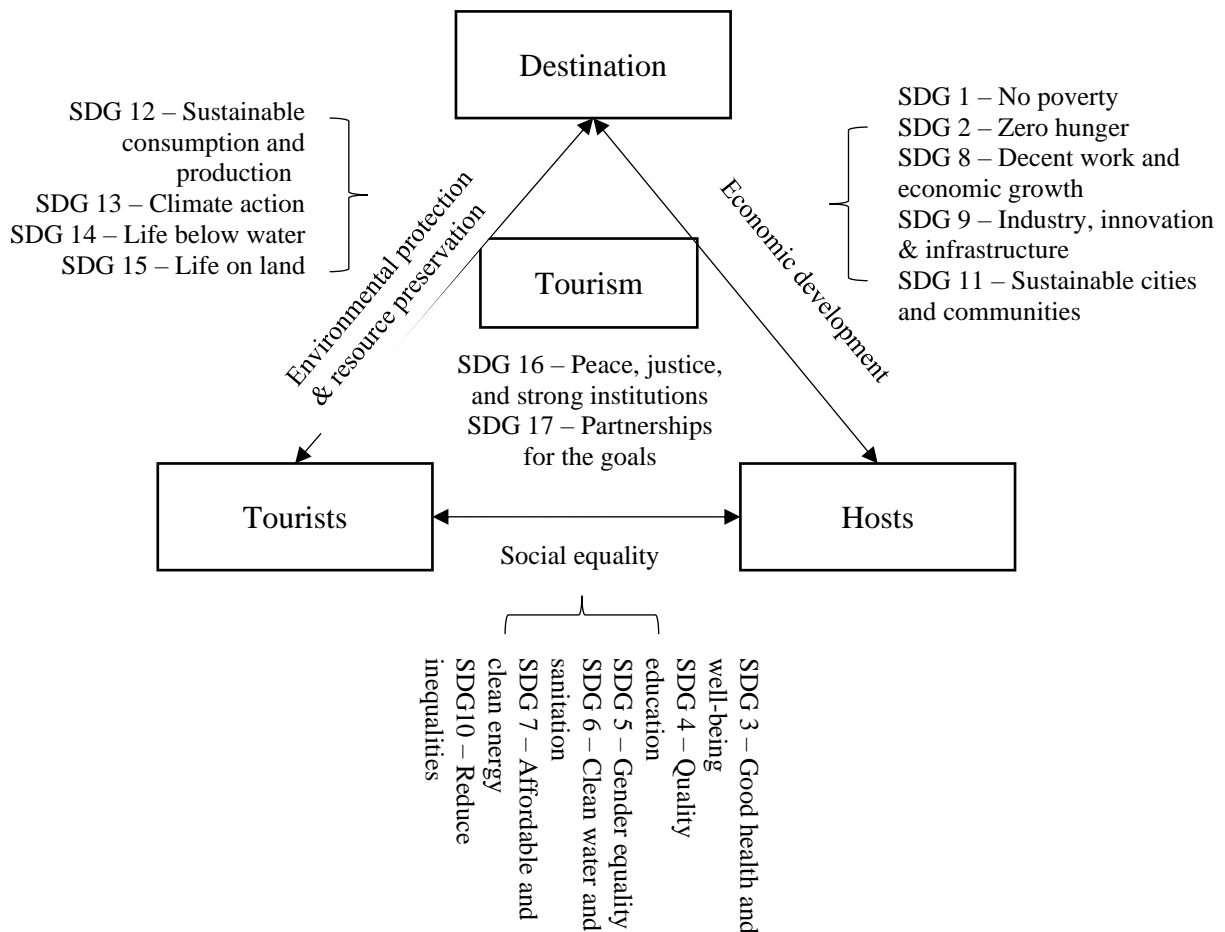 Destination
SDG 12 – Sustainable
consumption and
production
SDG 13 – Climate action
SDG 14 – Life below water
SDG 15 – Life on land
SDG 1 – No poverty
SDG 2 – Zero hunger
SDG 8 – Decent work and
economic growth
SDG 9 – Industry, innovation
& infrastructure
SDG 11 – Sustainable cities
and communities
Environmental protection
& resource preservation
Tourism
Economic development
SDG 16 – Peace, justice,
and strong institutions
SDG 17 – Partnerships
for the goals
Tourists
Hosts
Social equality
SDG 3 – Good health and
well-being
SDG 4 – Quality
education
SDG 5 – Gender equality
SDG 6 – Clean water and
sanitation
SDG 7 – Affordable and
clean energy
SDG10 – Reduce
inequalities